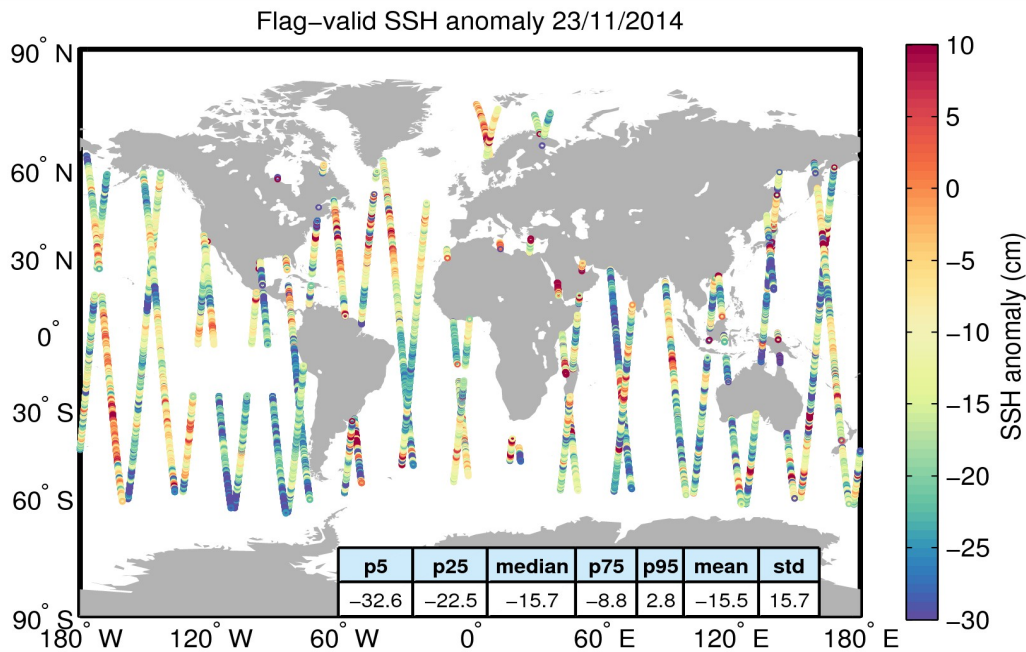 Flag−valid SSH anomaly 23/11/2014
90° N
60° N
30° N
0°
30° S
60° S
90° S
180° W 120° W 60° W 0° 60° E 120° E 180° E
p5 p25 median p75 p95 mean std
−32.6 −22.5 −15.7 −8.8 2.8 −15.5 15.7
10
5
0
−5
−10
−15
−20
−25
−30
SSH anomaly (cm)